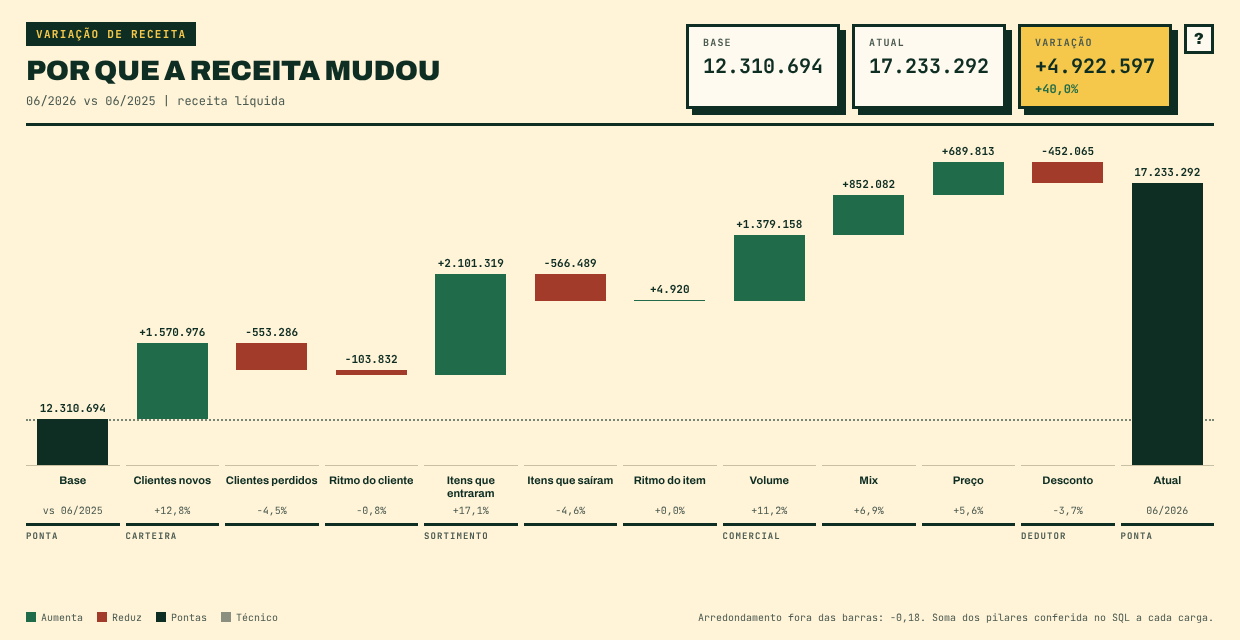 VARIAÇÃO DE RECEITA
POR QUE A RECEITA MUDOU
06/2026 vs 06/2025 | receita líquida
BASE
12.310.694
ATUAL
17.233.292
VARIAÇÃO
+4.922.597
+40,0%
?
12.310.694
+1.570.976
-553.286
-103.832
+2.101.319
-566.489
+4.920
+1.379.158
+852.082
+689.813
-452.065
17.233.292
Base
Clientes novos
Clientes perdidos
Ritmo do cliente
Itens que
entraram
Itens que saíram
Ritmo do item
Volume
Mix
Preço
Desconto
Atual
vs 06/2025
+12,8%
-4,5%
-0,8%
+17,1%
-4,6%
+0,0%
+11,2%
+6,9%
+5,6%
-3,7%
06/2026
PONTA
CARTEIRA
SORTIMENTO
COMERCIAL
DEDUTOR
PONTA
Aumenta
Reduz
Pontas
Técnico
Arredondamento fora das barras: -0,18. Soma dos pilares conferida no SQL a cada carga.